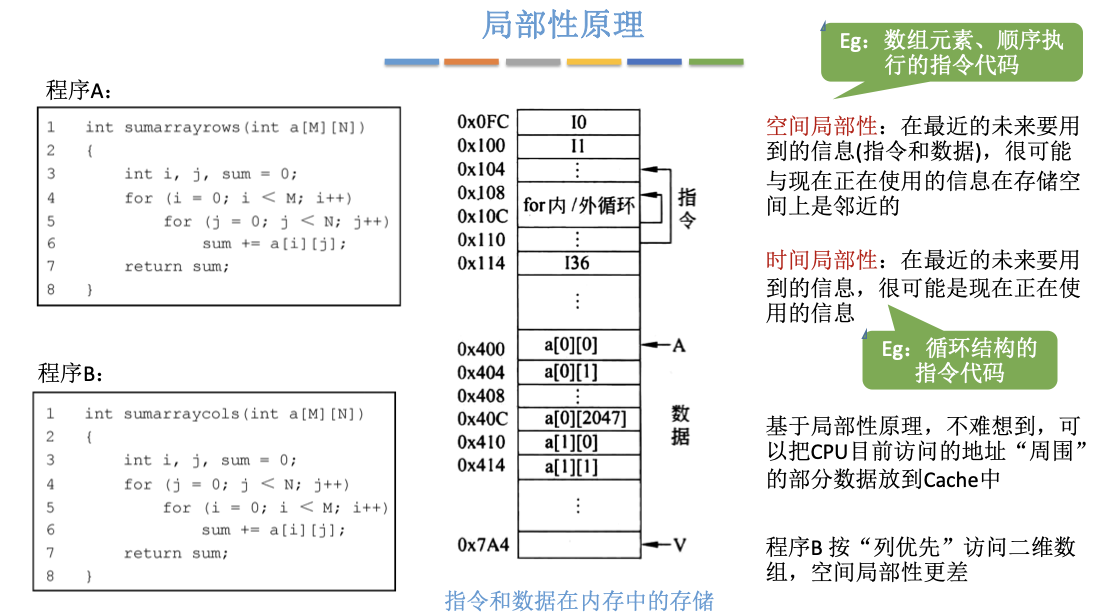 局部性原理
Eg：数组元素、顺序执
行的指令代码
程序A：
1 int sumarrayrows(int a[M][N])
2 {
3 int i, j, sum = 0;
4 for (i = 0; i < M; i++)
5 for (j = 0; j < N; j++)
6 sum += a[i][j];
7 return sum;
8 }
程序B：
1 int sumarraycols(int a[M][N])
2 {
3 int i, j, sum = 0;
4 for (j = 0; j < N; j++)
5 for (i = 0; i < M; i++)
6 sum += a[i][j];
7 return sum;
8 }
0x0FC I0
0x100 I1
0x104 ⋮
0x108
for内/外循环
0x10C
0x110 ⋮
0x114 I36
⋮
指令
0x400 a[0][0] A
0x404 a[0][1]
0x408 ⋮
0x40C a[0][2047]
0x410 a[1][0]
0x414 a[1][1]
⋮
0x7A4 V
数据
指令和数据在内存中的存储
空间局部性：在最近的未来要用
到的信息(指令和数据)，很可能
与现在正在使用的信息在存储空
间上是邻近的
时间局部性：在最近的未来要用
到的信息，很可能是现在正在使
用的信息
Eg：循环结构的
指令代码
基于局部性原理，不难想到，可
以把CPU目前访问的地址“周围”
的部分数据放到Cache中
程序B 按“列优先”访问二维数
组，空间局部性更差